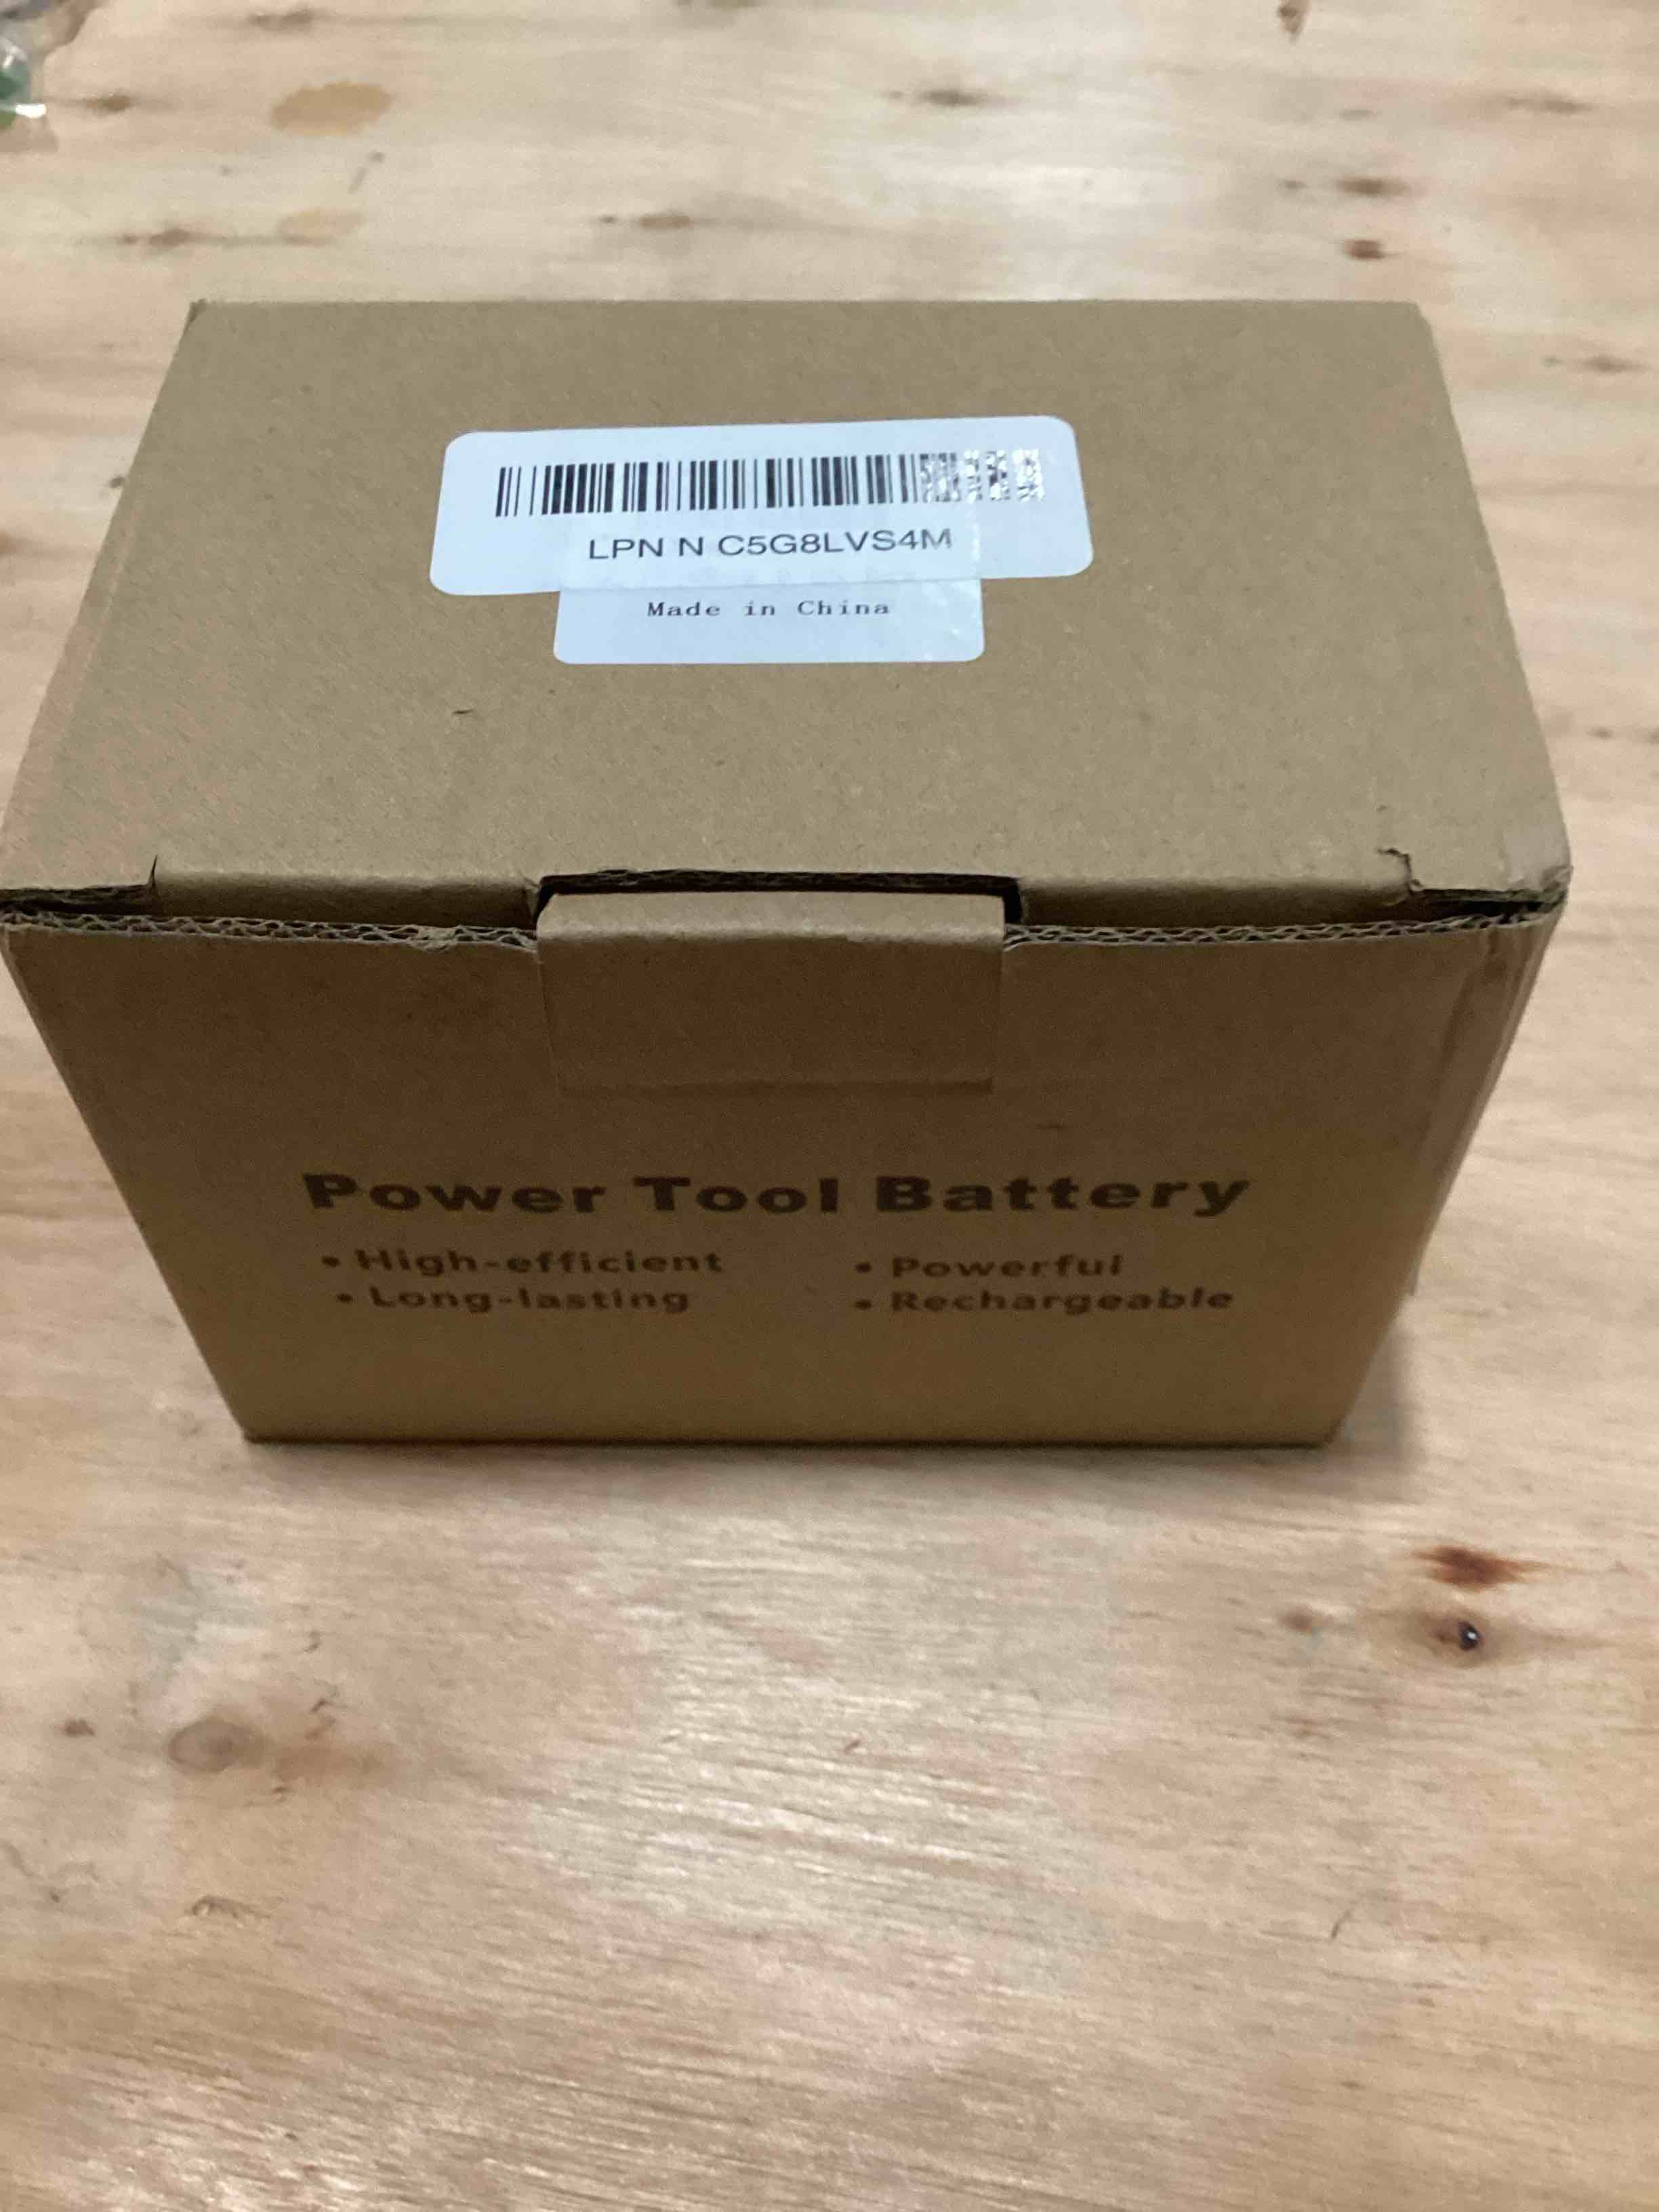 LPN N C5G8LVS4M
Made in China
Power Tool Battery
• High-efficient
• Powerful
• Long-lasting
• Rechargeable